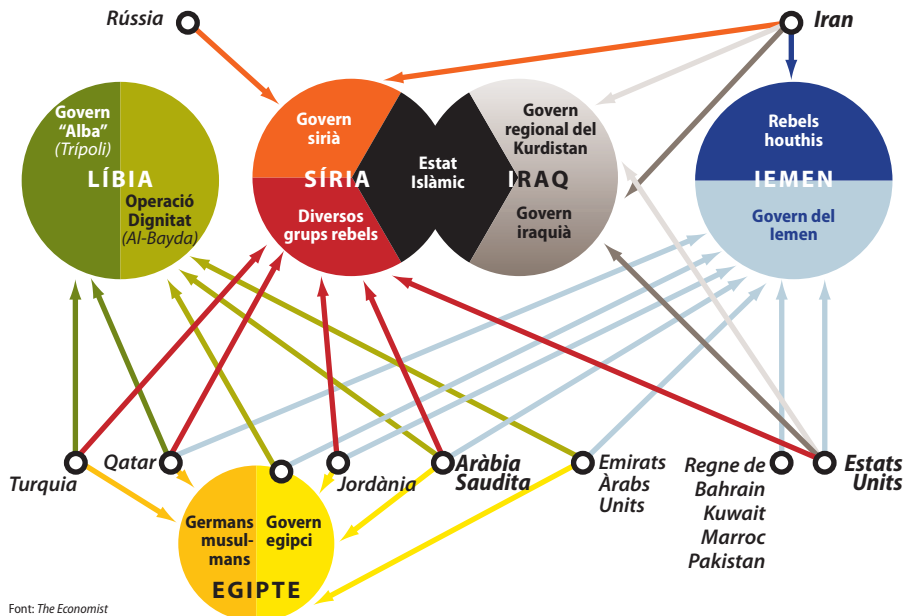 Rússia
Iran
Govern
"Alba"
(Trípoli)
LÍBIA
Operació
Dignitat
(Al-Bayda)
Govern
sirià
SÍRIA
Diversos
grups rebels
Estat
Islàmic
Govern
regional del
Kurdistan
IRAQ
Govern
iraquià
Rebels
houthis
IEMEN
Govern del
Iemen
Turquia
Qatar
Jordània
Aràbia
Saudita
Emirats
Àrabs
Units
Regne de
Bahrain
Kuwait
Marroc
Pakistan
Estats
Units
Germans
musul-
mans
Govern
egipci
EGIPTE
Font: The Economist